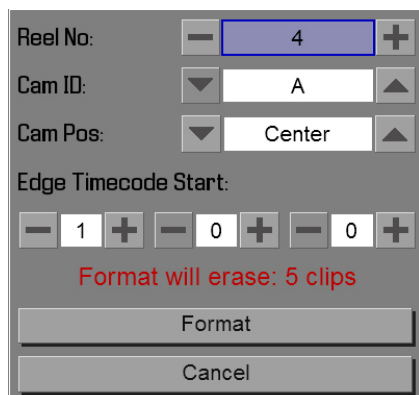 Reel No: 4
Cam ID: A
Cam Pos: Center
Edge Timecode Start:
1 0 0
Format will erase: 5 clips
Format
Cancel